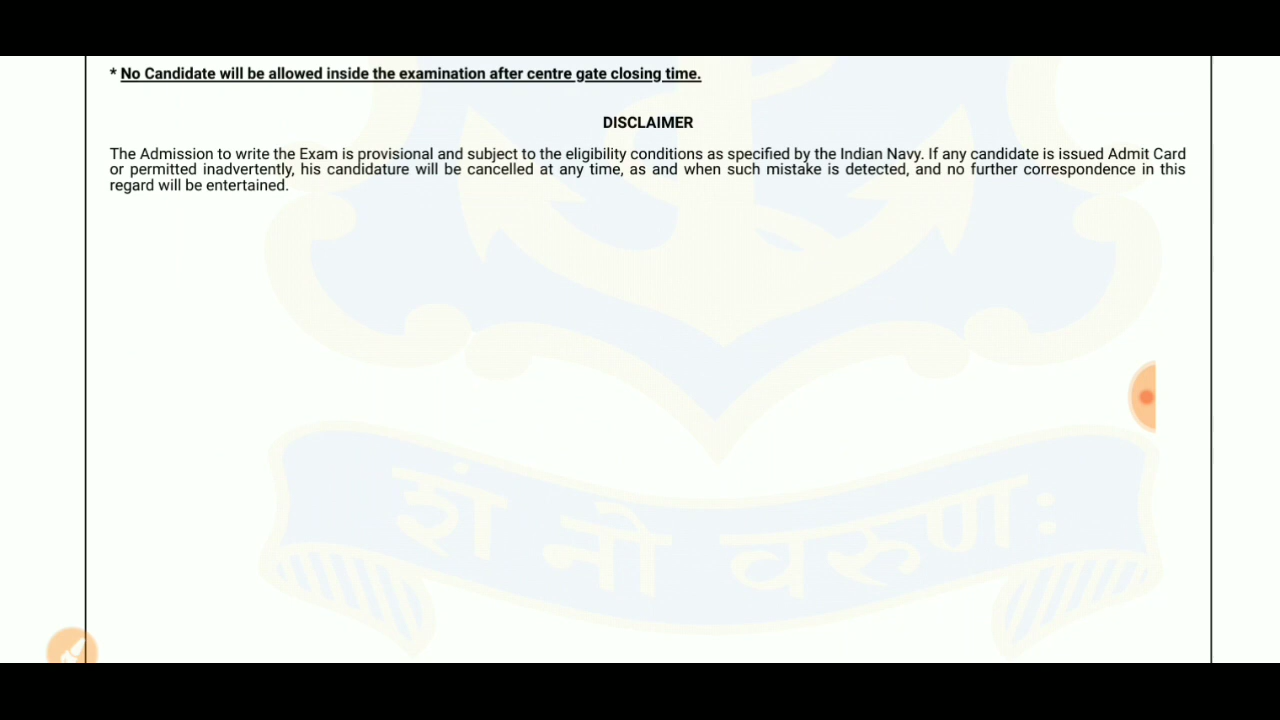 * No Candidate will be allowed inside the examination after centre gate closing time.
DISCLAIMER
The Admission to write the Exam is provisional and subject to the eligibility conditions as specified by the Indian Navy. If any candidate is issued Admit Card
or permitted inadvertently, his candidature will be cancelled at any time, as and when such mistake is detected, and no further correspondence in this
regard will be entertained.
शं नो वरुणः